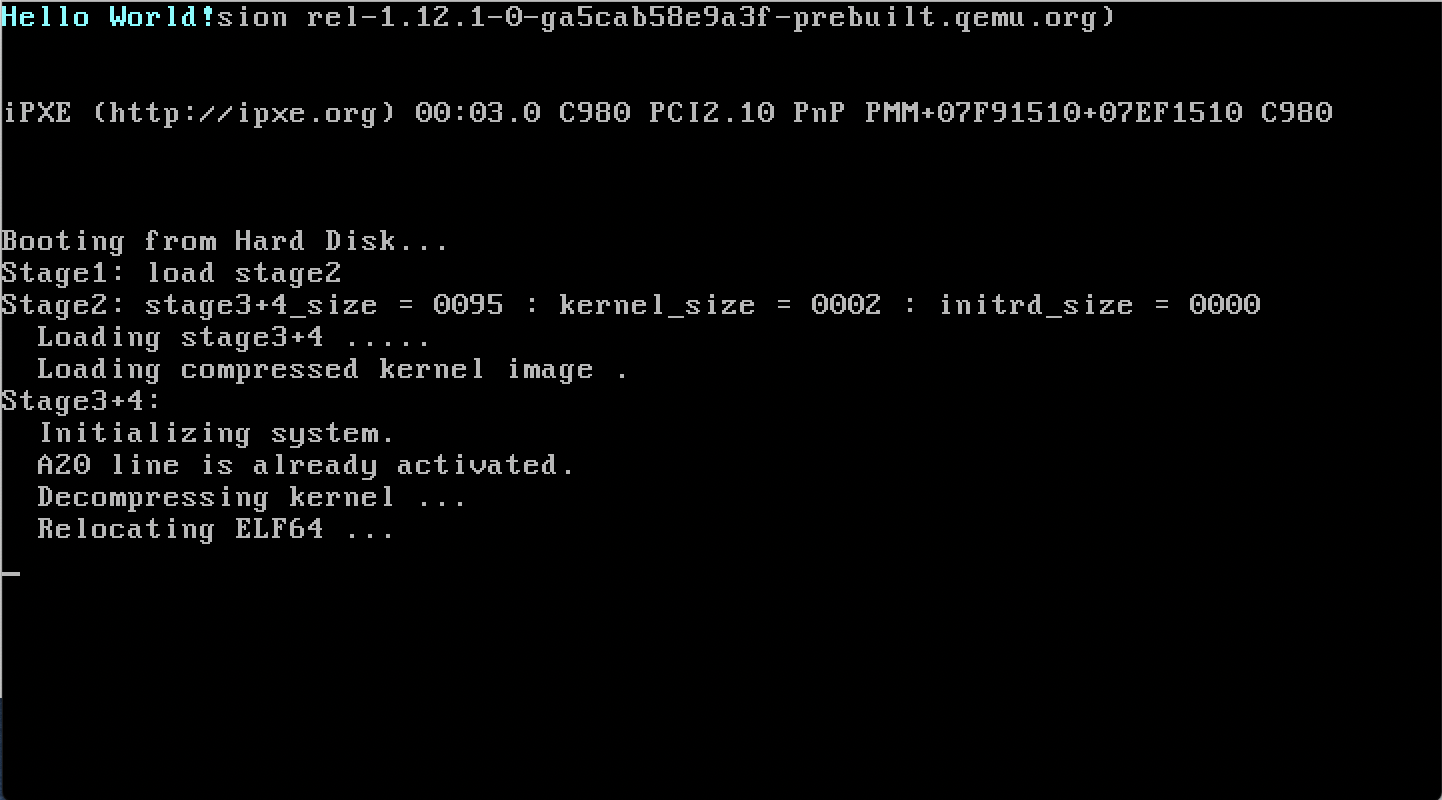 Hello World!sion rel-1.12.1-0-ga5cab58e9a3f-prebuilt.qemu.org)
iPXE (http://ipxe.org) 00:03.0 C980 PCI2.10 PnP PMM+07F91510+07EF1510 C980
Booting from Hard Disk...
Stage1: load stage2
Stage2: stage3+4_size = 0095 : kernel_size = 0002 : initrd_size = 0000
  Loading stage3+4 .....
  Loading compressed kernel image .
Stage3+4:
  Initializing system.
  A20 line is already activated.
  Decompressing kernel ...
  Relocating ELF64 ...